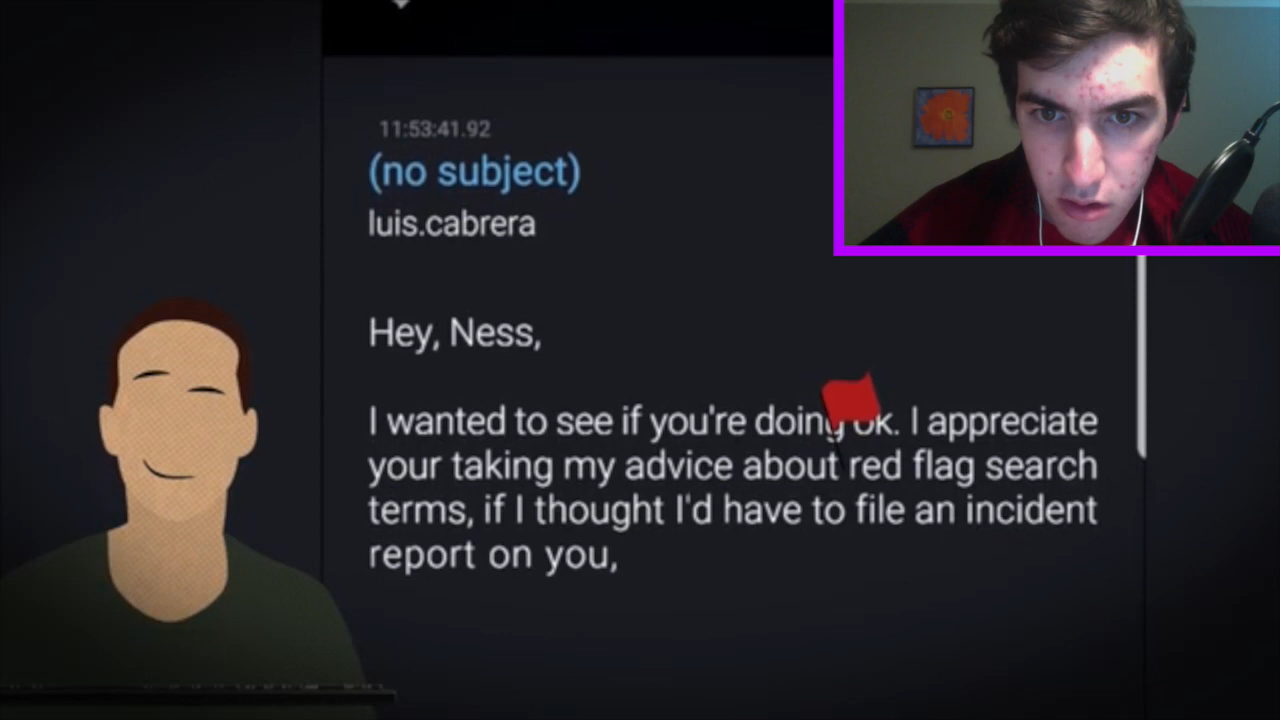 11:53:41.92
(no subject)
luis.cabrera
Hey, Ness,
I wanted to see if you're doing ok. I appreciate
your taking my advice about red flag search
terms, if I thought I'd have to file an incident
report on you,